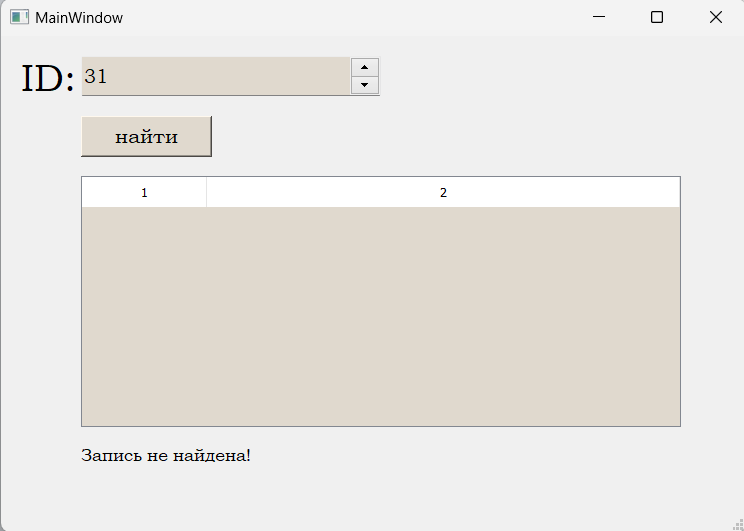 MainWindow
ID: 31
найти
1 2
Запись не найдена!